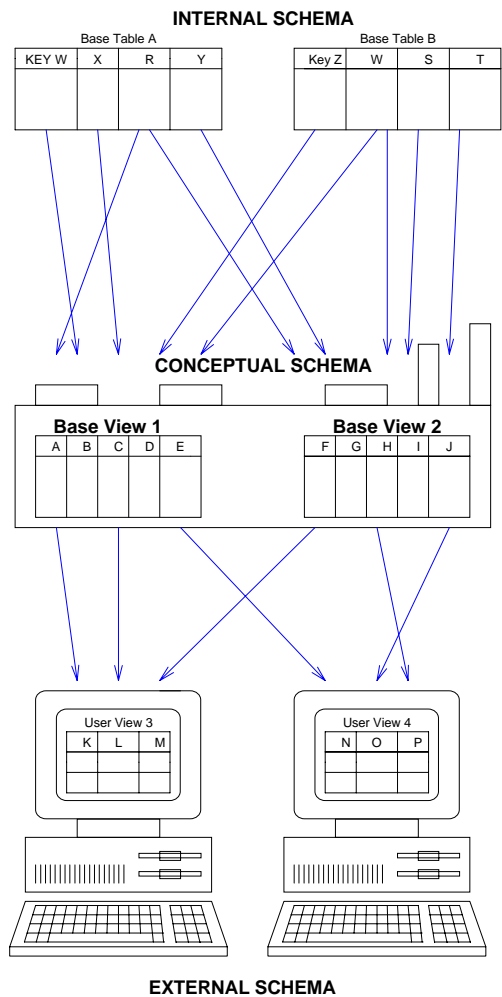 INTERNAL SCHEMA
Base Table A
Base Table B
KEY W X R Y
Key Z W S T
CONCEPTUAL SCHEMA
Base View 1
Base View 2
A B C D E
F G H I J
User View 3
User View 4
K L M
N O P
EXTERNAL SCHEMA